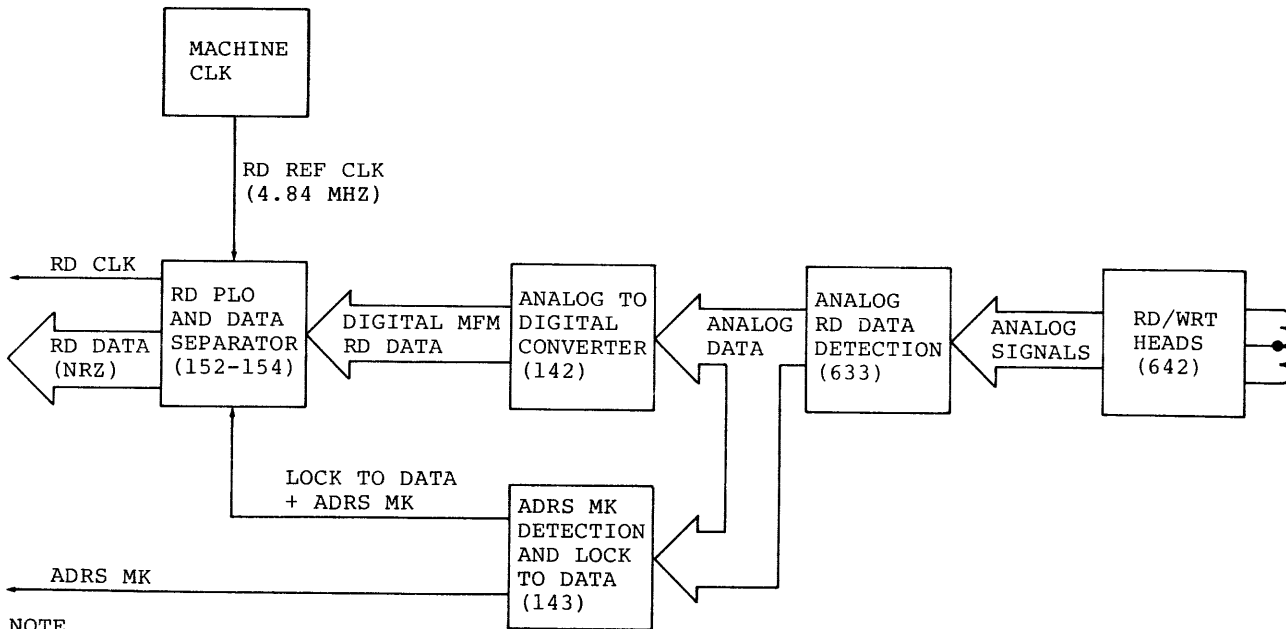 MACHINE
CLK
RD REF CLK
(4.84 MHZ)
RD CLK
RD DATA
(NRZ)
RD PLO
AND DATA
SEPARATOR
(152-154)
DIGITAL MFM
RD DATA
ANALOG TO
DIGITAL
CONVERTER
(142)
ANALOG
DATA
ANALOG
RD DATA
DETECTION
(633)
ANALOG
SIGNALS
RD/WRT
HEADS
(642)
LOCK TO DATA
+ ADRS MK
ADRS MK
DETECTION
AND LOCK
TO DATA
(143)
ADRS MK
NOTE